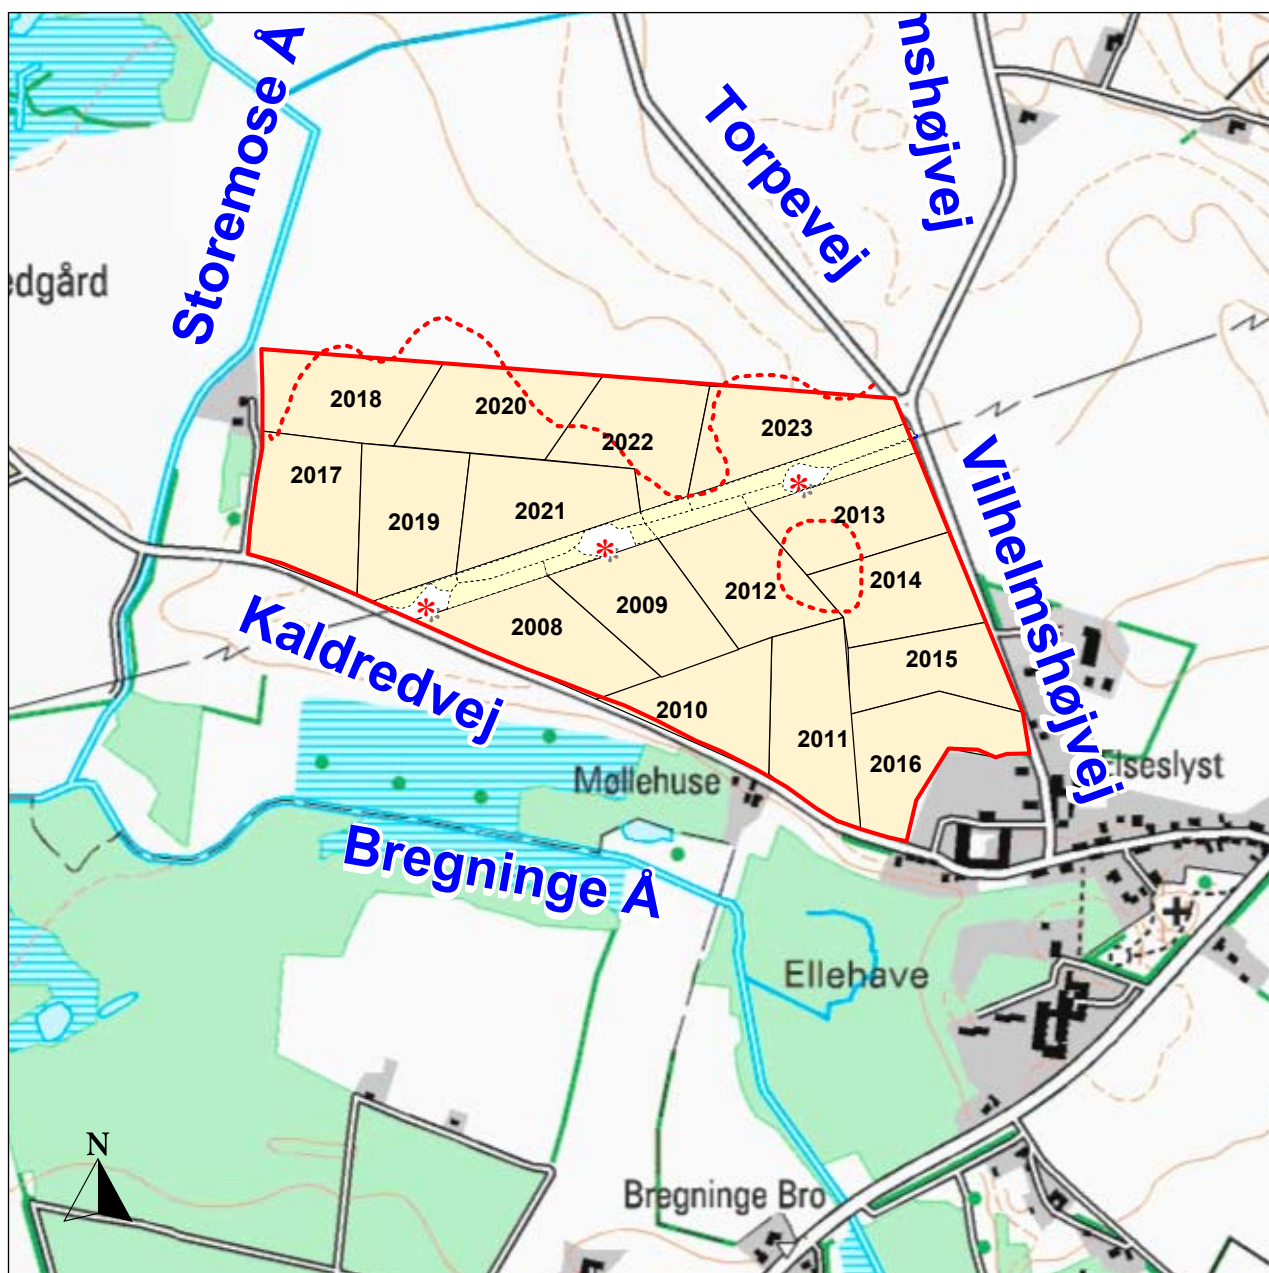 Storemose Å
mshøjvej
Torpevej
edgård
2018
2020
2022
2023
2017
2019
2021
2013
2012
2014
2009
2008
2015
Vilhelmshøjvej
Kaldredvej
2010
2011
2016
Møllehuse
Elseslyst
Bregninge Å
Ellehave
N
Bregninge Bro